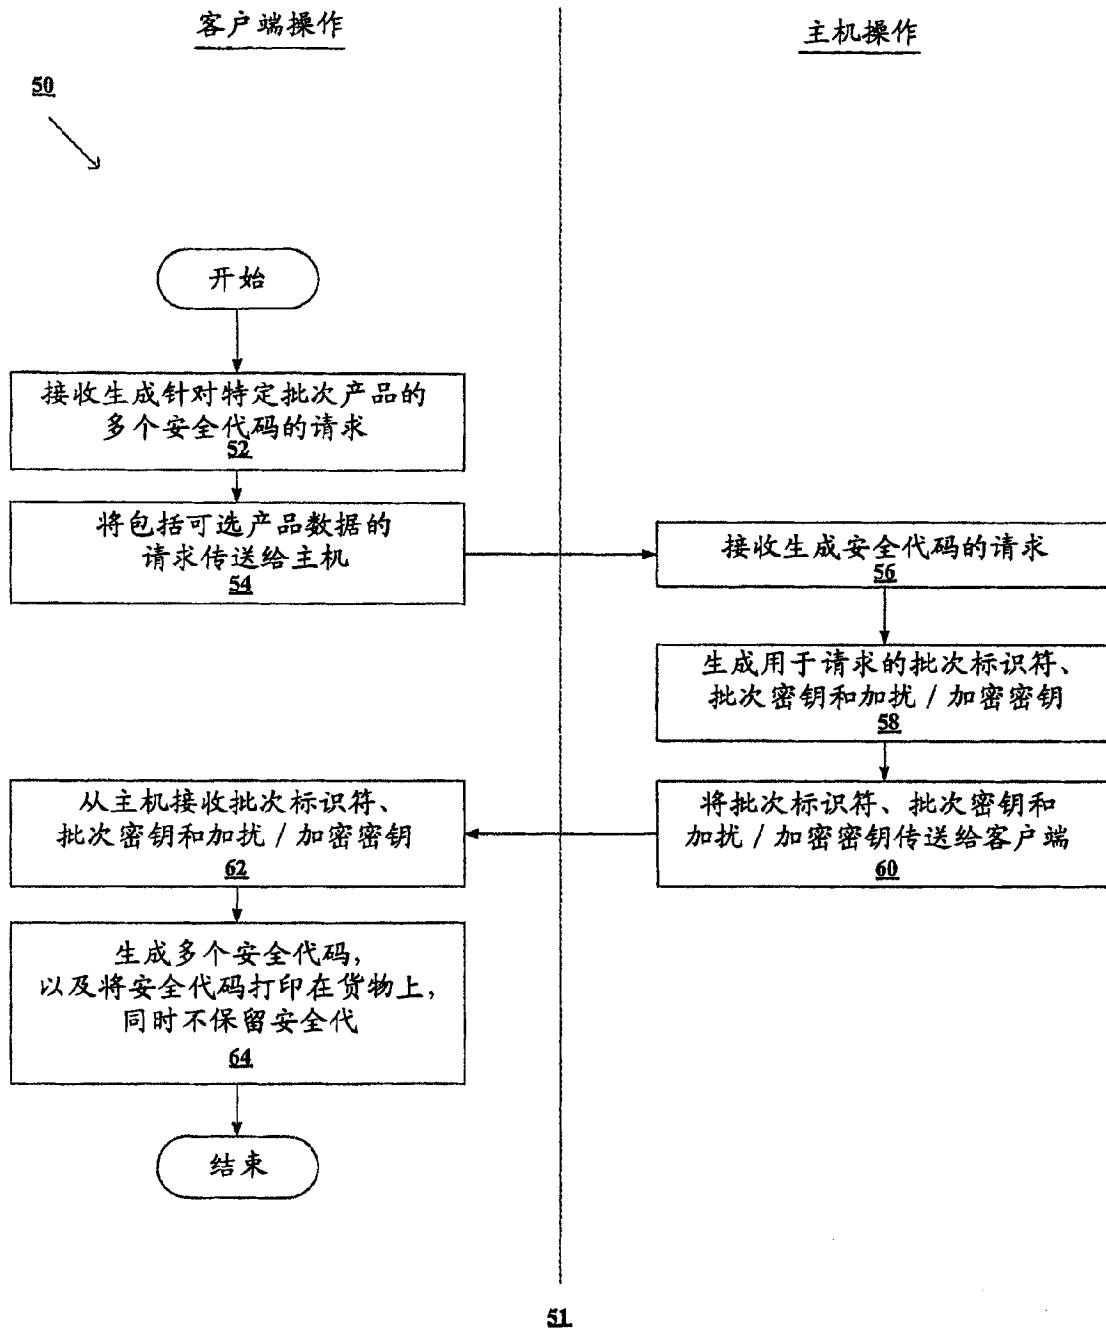 客户端操作
主机操作
50
开始
接收生成针对特定批次产品的
多个安全代码的请求
52
将包括可选产品数据的
请求传送给主机
54
接收生成安全代码的请求
56
生成用于请求的批次标识符、
批次密钥和加扰/加密密钥
58
将批次标识符、批次密钥和
加扰/加密密钥传送给客户端
60
从主机接收批次标识符、
批次密钥和加扰/加密密钥
62
生成多个安全代码,
以及将安全代码打印在货物上,
同时不保留安全代
64
结束
51